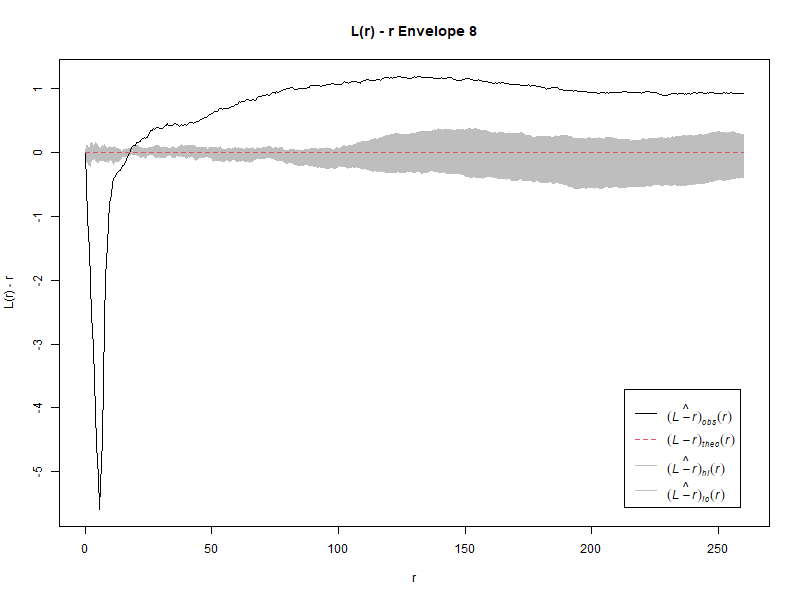 L(r) - r Envelope 8
L(r) - r
1
0
-1
-2
-3
-4
-5
0 50 100 150 200 250
r
(L̂ - r)obs(r)
(L - r)theo(r)
(L̂ - r)hi(r)
(L̂ - r)lo(r)